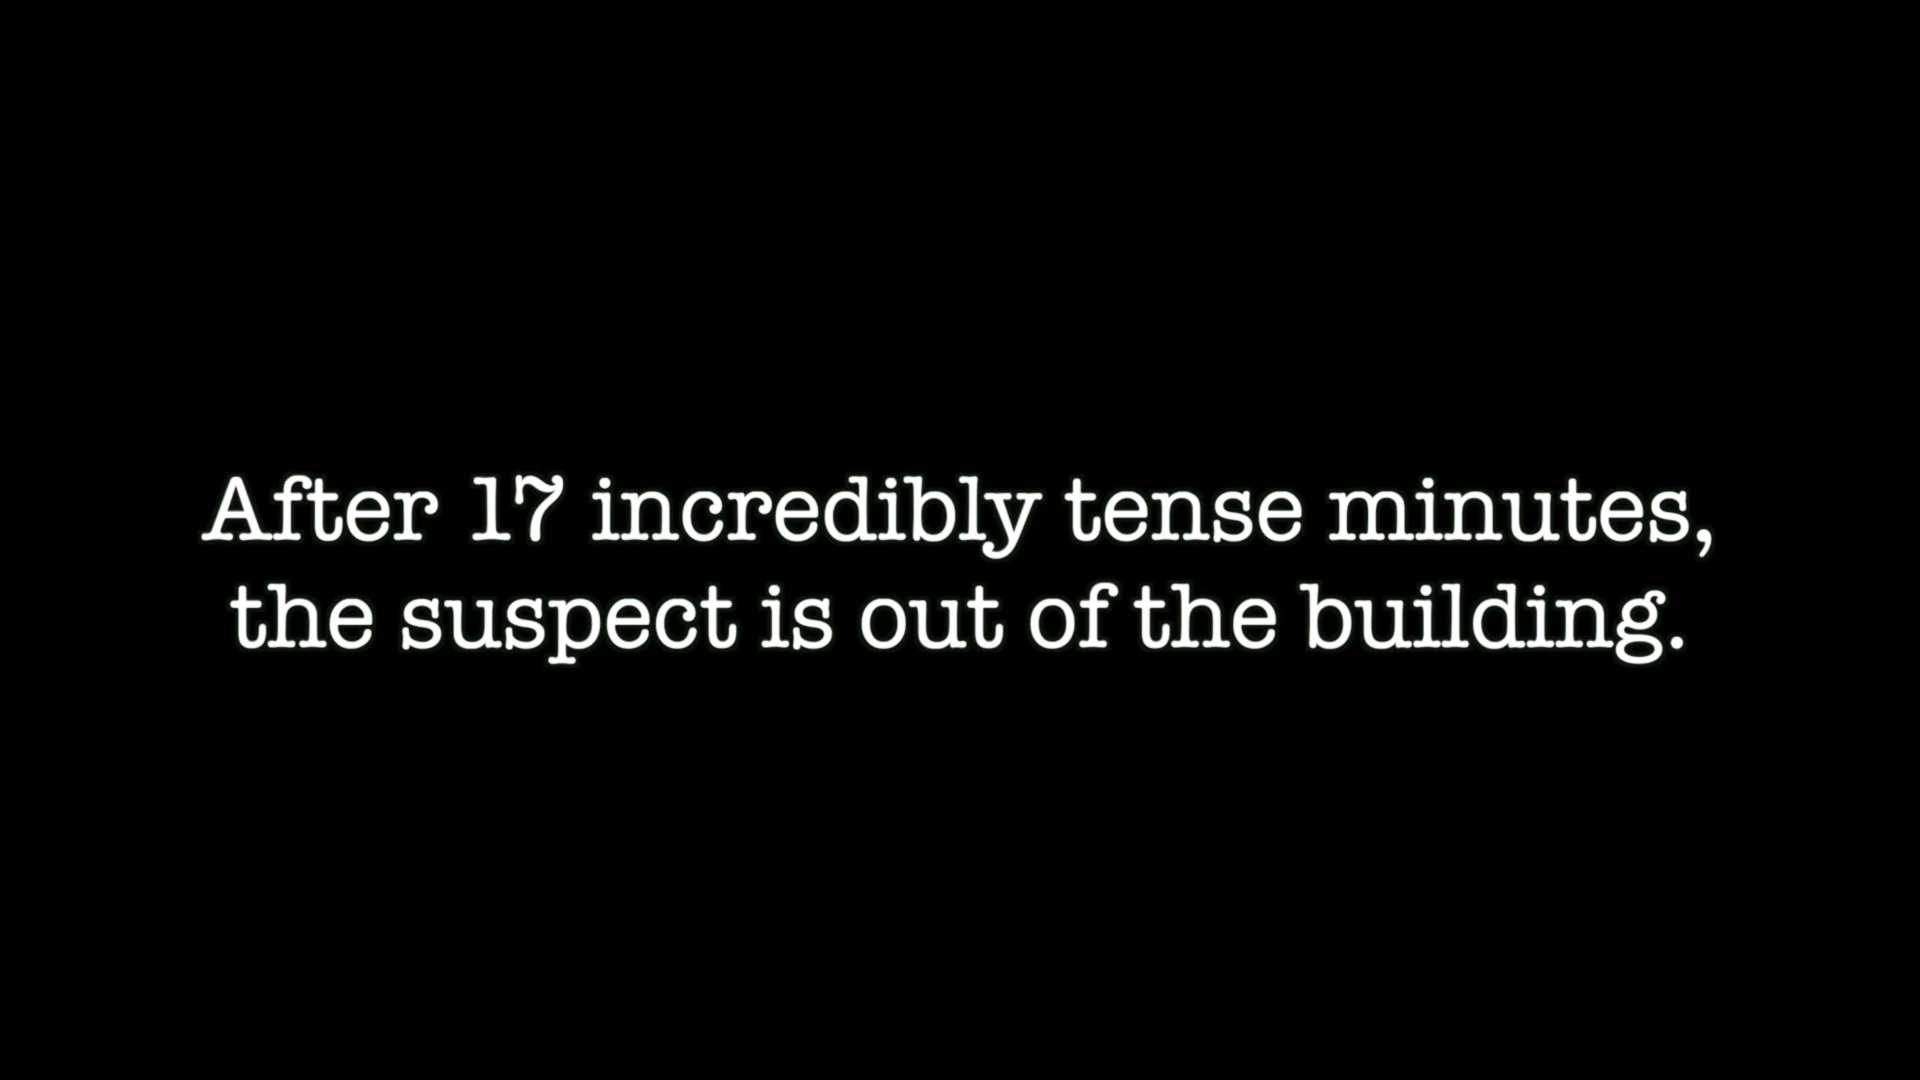 After 17 incredibly tense minutes,
the suspect is out of the building.